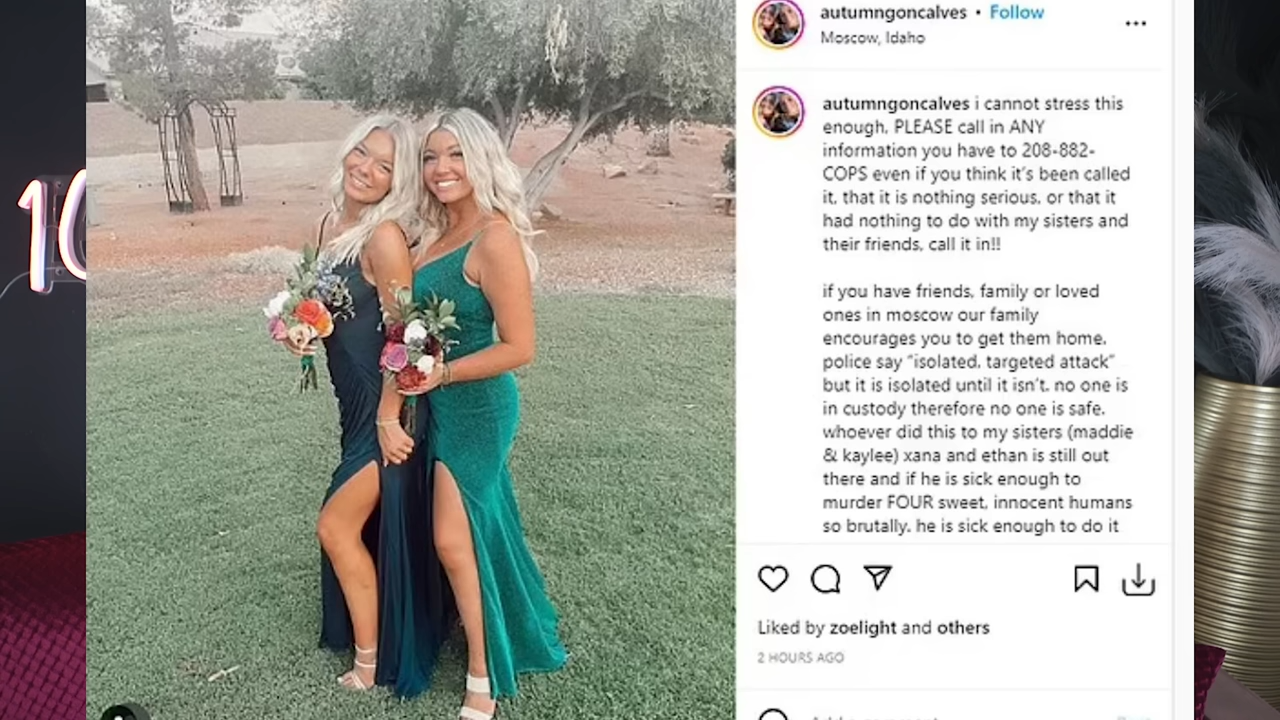 autumngoncalves • Follow
Moscow, Idaho
autumngoncalves i cannot stress this
enough, PLEASE call in ANY
information you have to 208-882-
COPS even if you think it's been called
it, that it is nothing serious, or that it
had nothing to do with my sisters and
their friends, call it in!!
if you have friends, family or loved
ones in moscow our family
encourages you to get them home.
police say "isolated, targeted attack"
but it is isolated until it isn't. no one is
in custody therefore no one is safe.
whoever did this to my sisters (maddie
& kaylee) xana and ethan is still out
there and if he is sick enough to
murder FOUR sweet, innocent humans
so brutally, he is sick enough to do it
Liked by zoelight and others
2 HOURS AGO